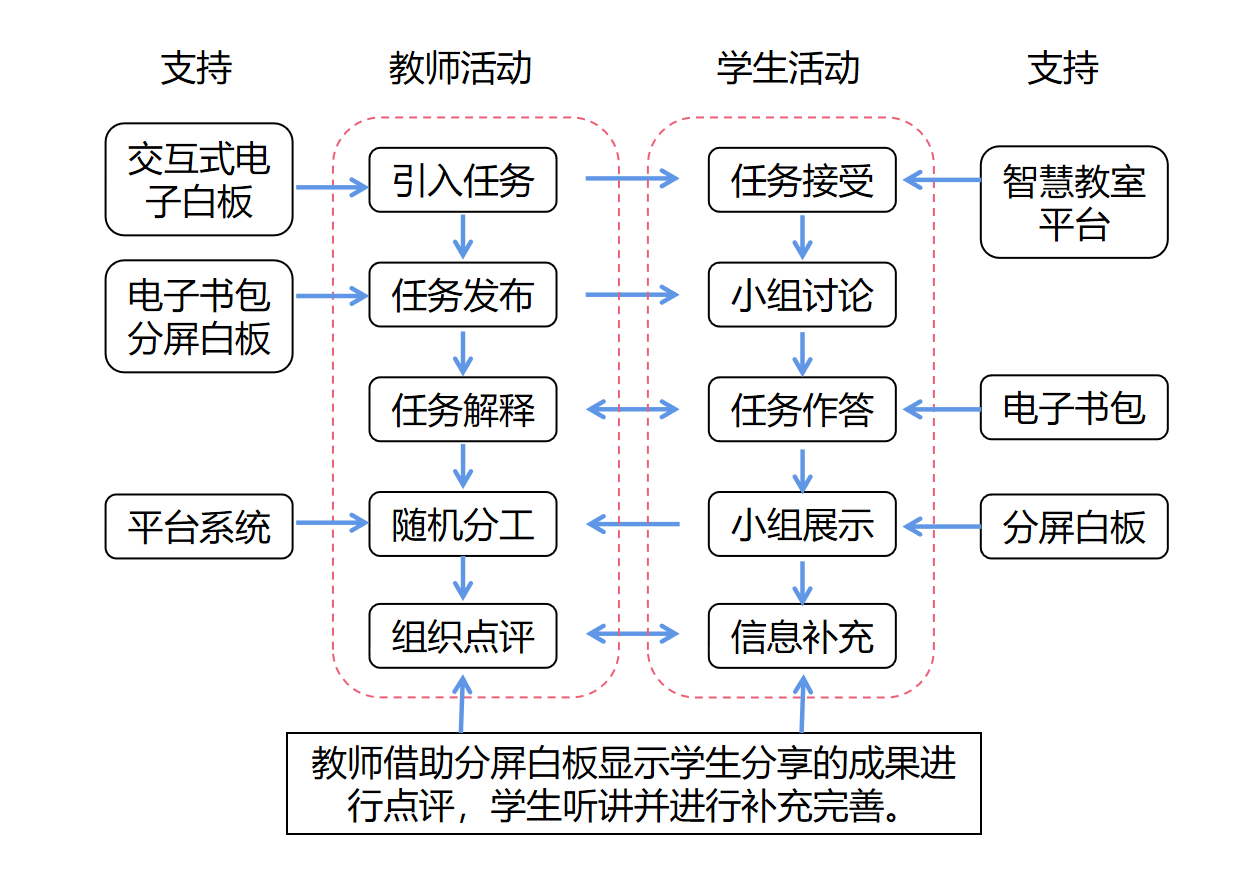 支持
教师活动
学生活动
支持
交互式电
子白板
引入任务
任务接受
智慧教室
平台
电子书包
分屏白板
任务发布
小组讨论
任务解释
任务作答
电子书包
平台系统
随机分工
小组展示
分屏白板
组织点评
信息补充
教师借助分屏白板显示学生分享的成果进
行点评，学生听讲并进行补充完善。